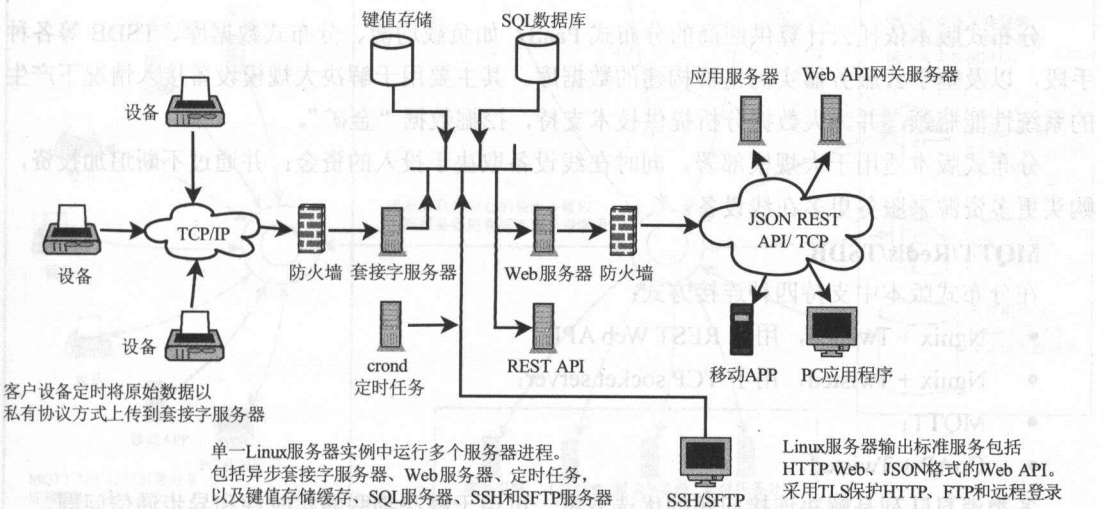 键值存储
SQL数据库
设备
应用服务器
Web API网关服务器
TCP/IP
JSON/REST
API/ TCP
设备
防火墙
套接字服务器
Web服务器
防火墙
设备
crond
定时任务
REST API
移动APP
PC应用程序
客户设备定时将原始数据以
私有协议方式上传到套接字服务器
单一Linux服务器实例中运行多个服务器进程。
包括异步套接字服务器、Web服务器、定时任务,
以及键值存储缓存、SQL服务器、SSH和SFTP服务器
SSH/SFTP
Linux服务器输出标准服务包括
HTTP Web、JSON格式的Web API。
采用TLS保护HTTP、FTP和远程登录